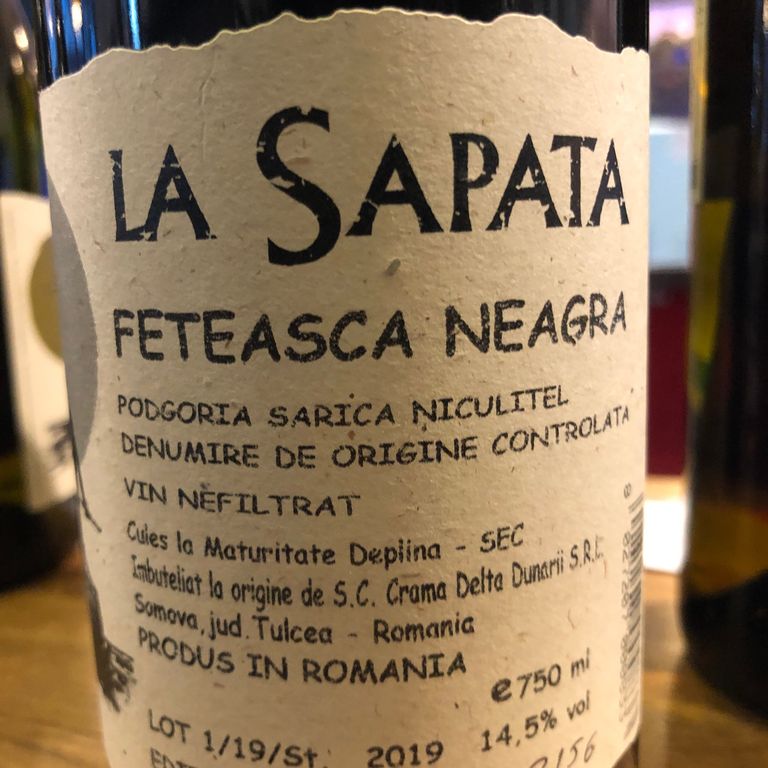 LA SAPATA
FETEASCA NEAGRA
PODGORIA SARICA NICULITEL
DENUMIRE DE ORIGINE CONTROLATA
VIN NEFILTRAT
Cules la Maturitate Deplina - SEC
Imbuteliat la origine de S.C. Crama Delta Dunarii S.R.L.
Somova, jud. Tulcea - Romania
PRODUS IN ROMANIA
e 750 ml
LOT 1/19/St. 2019 14,5% vol